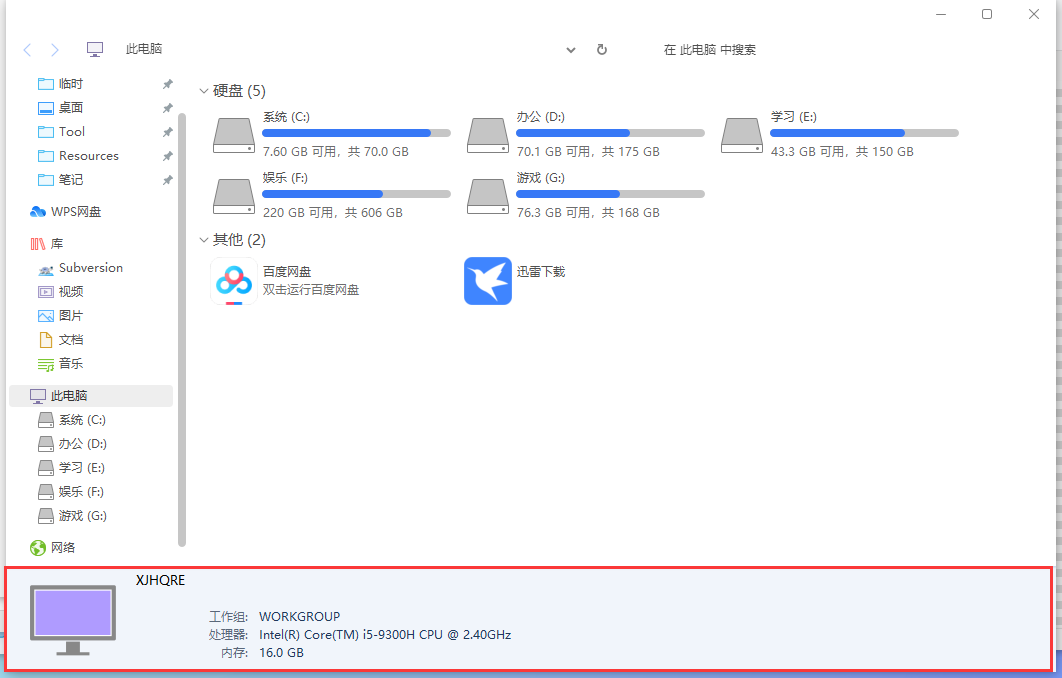 此电脑
在 此电脑 中搜索
临时
桌面
Tool
Resources
笔记
WPS网盘
库
Subversion
视频
图片
文档
音乐
此电脑
系统 (C:)
办公 (D:)
学习 (E:)
娱乐 (F:)
游戏 (G:)
网络
硬盘 (5)
系统 (C:)
7.60 GB 可用，共 70.0 GB
办公 (D:)
70.1 GB 可用，共 175 GB
学习 (E:)
43.3 GB 可用，共 150 GB
娱乐 (F:)
220 GB 可用，共 606 GB
游戏 (G:)
76.3 GB 可用，共 168 GB
其他 (2)
百度网盘
双击运行百度网盘
迅雷下载
XJHQRE
工作组: WORKGROUP
处理器: Intel(R) Core(TM) i5-9300H CPU @ 2.40GHz
内存: 16.0 GB